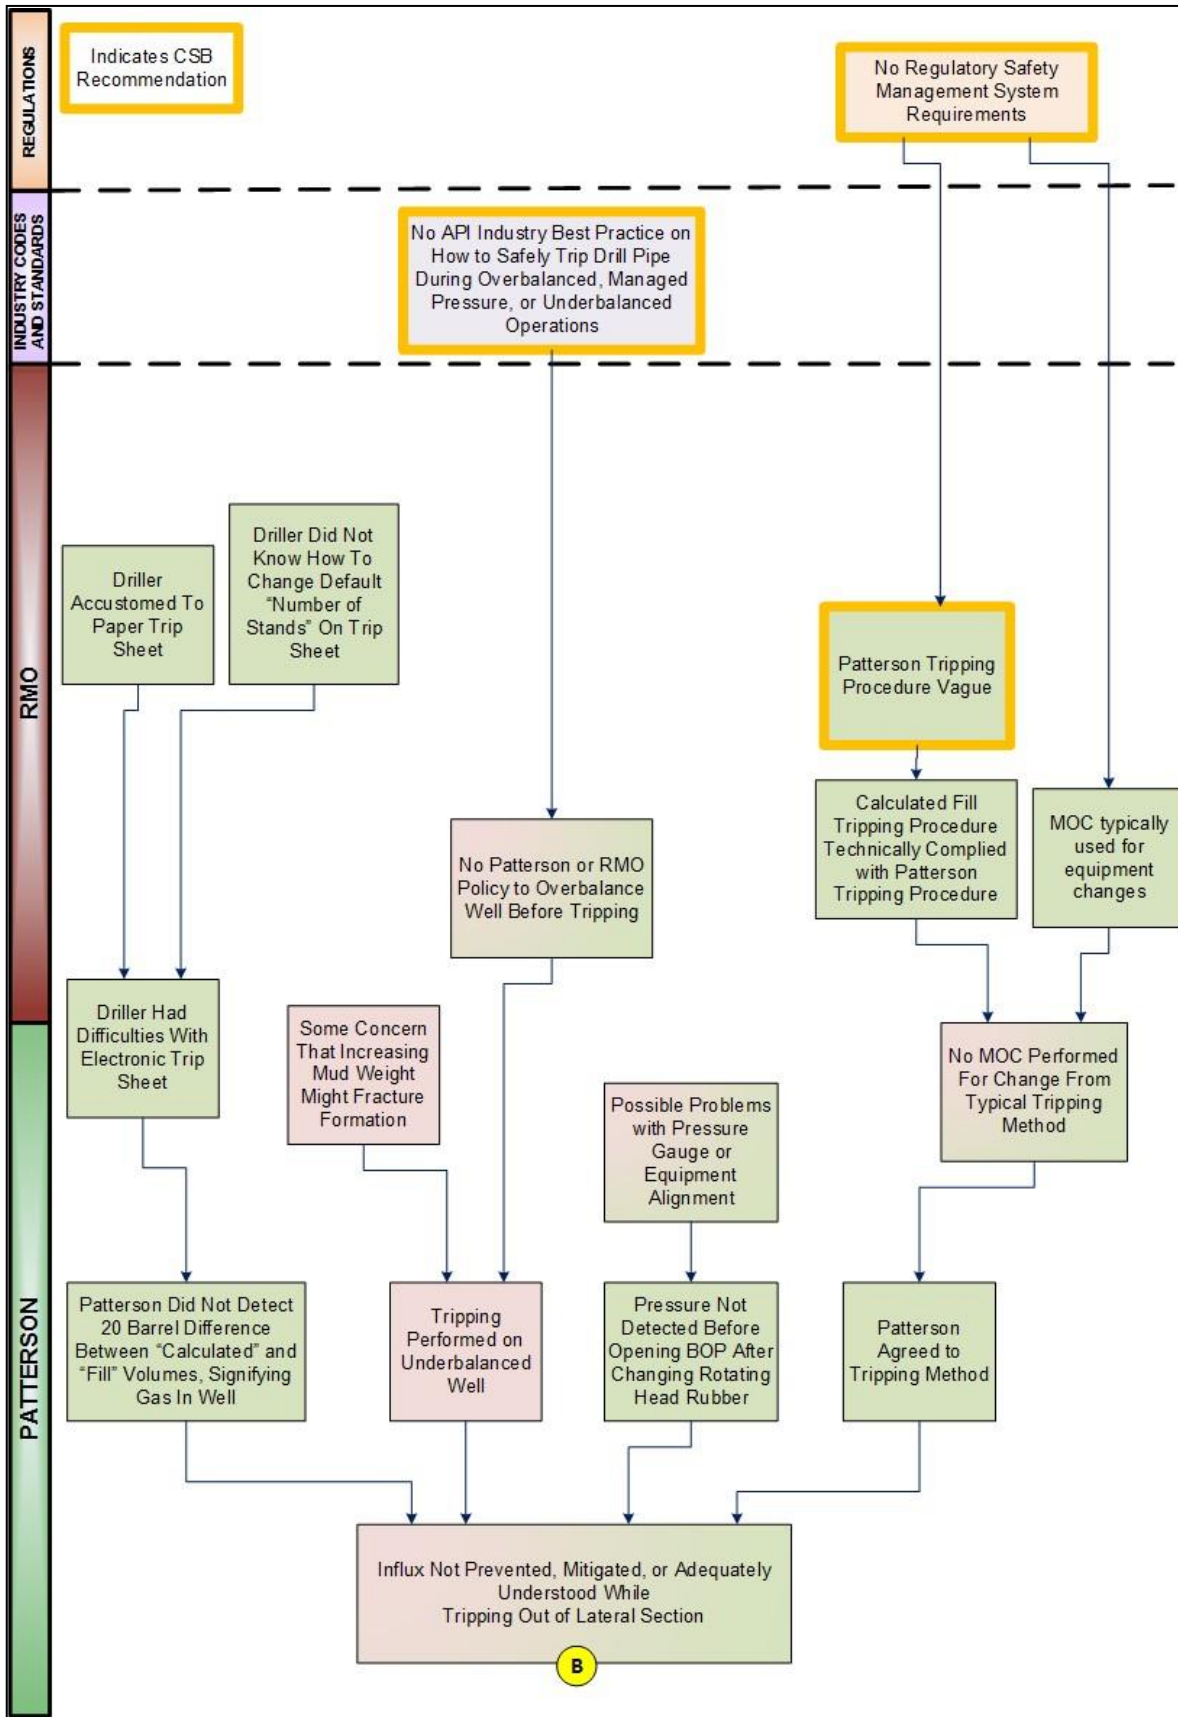 REGULATIONS
Indicates CSB
Recommendation
No Regulatory Safety
Management System
Requirements
INDUSTRY CODES
AND STANDARDS
No API Industry Best Practice on
How to Safely Trip Drill Pipe
During Overbalanced, Managed
Pressure, or Underbalanced
Operations
RMO
Driller
Accustomed To
Paper Trip
Sheet
Driller Did Not
Know How To
Change Default
“Number of
Stands” On Trip
Sheet
Patterson Tripping
Procedure Vague
No Patterson or RMO
Policy to Overbalance
Well Before Tripping
Calculated Fill
Tripping Procedure
Technically Complied
with Patterson
Tripping Procedure
MOC typically
used for
equipment
changes
Driller Had
Difficulties With
Electronic Trip
Sheet
Some Concern
That Increasing
Mud Weight
Might Fracture
Formation
Possible Problems
with Pressure
Gauge or
Equipment
Alignment
No MOC Performed
For Change From
Typical Tripping
Method
PATTERSON
Patterson Did Not Detect
20 Barrel Difference
Between “Calculated” and
“Fill” Volumes, Signifying
Gas In Well
Tripping
Performed on
Underbalanced
Well
Pressure Not
Detected Before
Opening BOP After
Changing Rotating
Head Rubber
Patterson
Agreed to
Tripping Method
Influx Not Prevented, Mitigated, or Adequately
Understood While
Tripping Out of Lateral Section
B